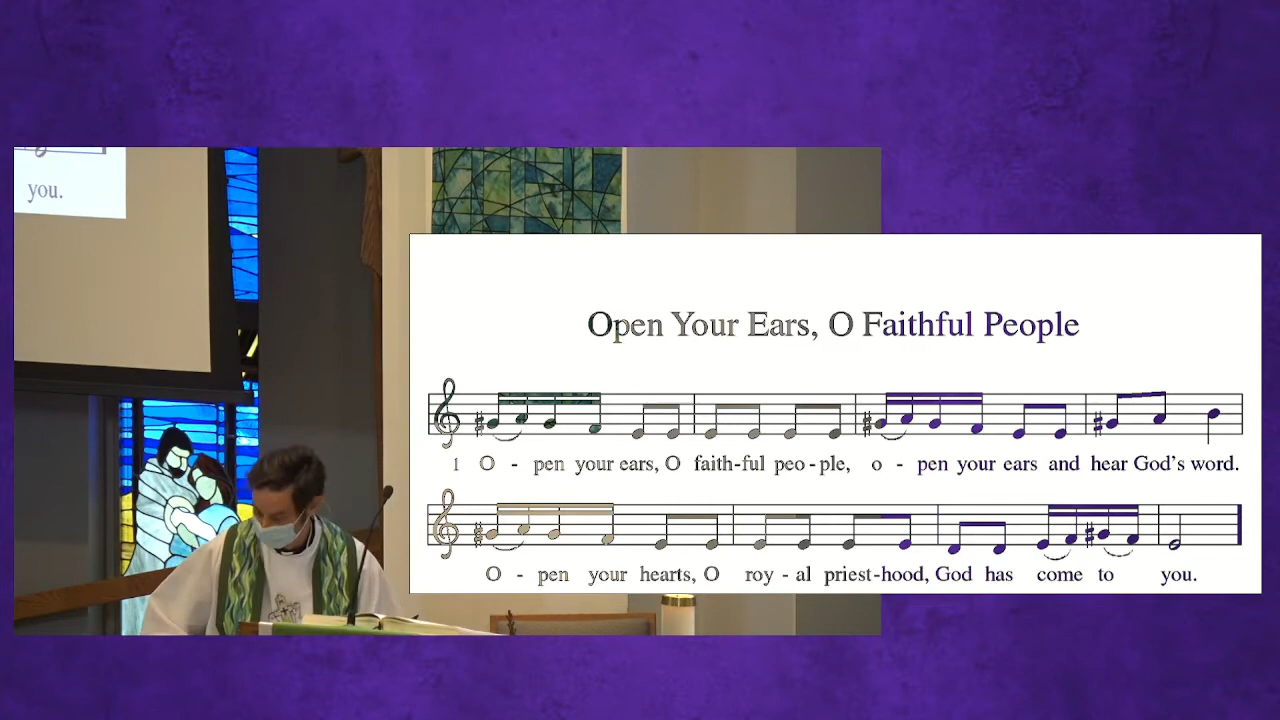 you.
Open Your Ears, O Faithful People
1 O - pen your ears, O faith-ful peo-ple, o - pen your ears and hear God's word.
O - pen your hearts, O roy - al priest-hood, God has come to you.